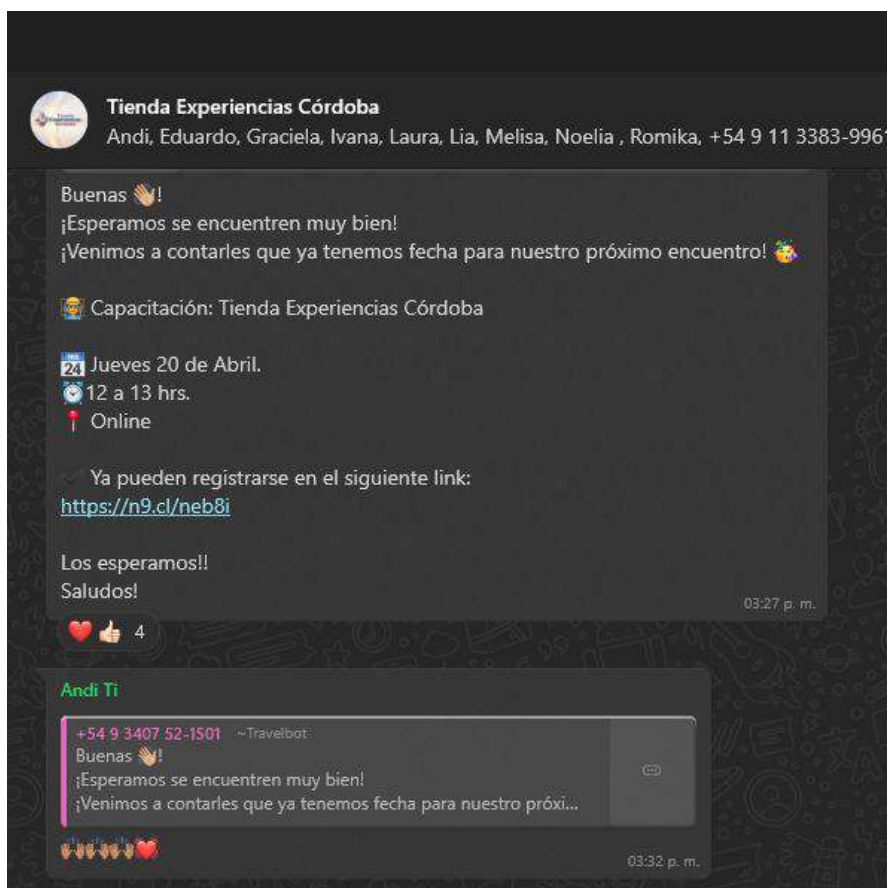 Tienda Experiencias Córdoba
Andi, Eduardo, Graciela, Ivana, Laura, Lia, Melisa, Noelia , Romika, +54 9 11 3383-996
Buenas 👋🏼!
¡Esperamos se encuentren muy bien!
¡Venimos a contarles que ya tenemos fecha para nuestro próximo encuentro! 🥳
Capacitación: Tienda Experiencias Córdoba
24 Jueves 20 de Abril.
⏰12 a 13 hrs.
📍 Online
✔️ Ya pueden registrarse en el siguiente link:
https://n9.cl/neb8i
Los esperamos!!
Saludos!
03:27 p. m.
❤️👍🏻 4
Andi Ti
+54 9 3407 52-1501 ~Travelbot
Buenas 👋🏼!
¡Esperamos se encuentren muy bien!
¡Venimos a contarles que ya tenemos fecha para nuestro próxi...
03:32 p. m.